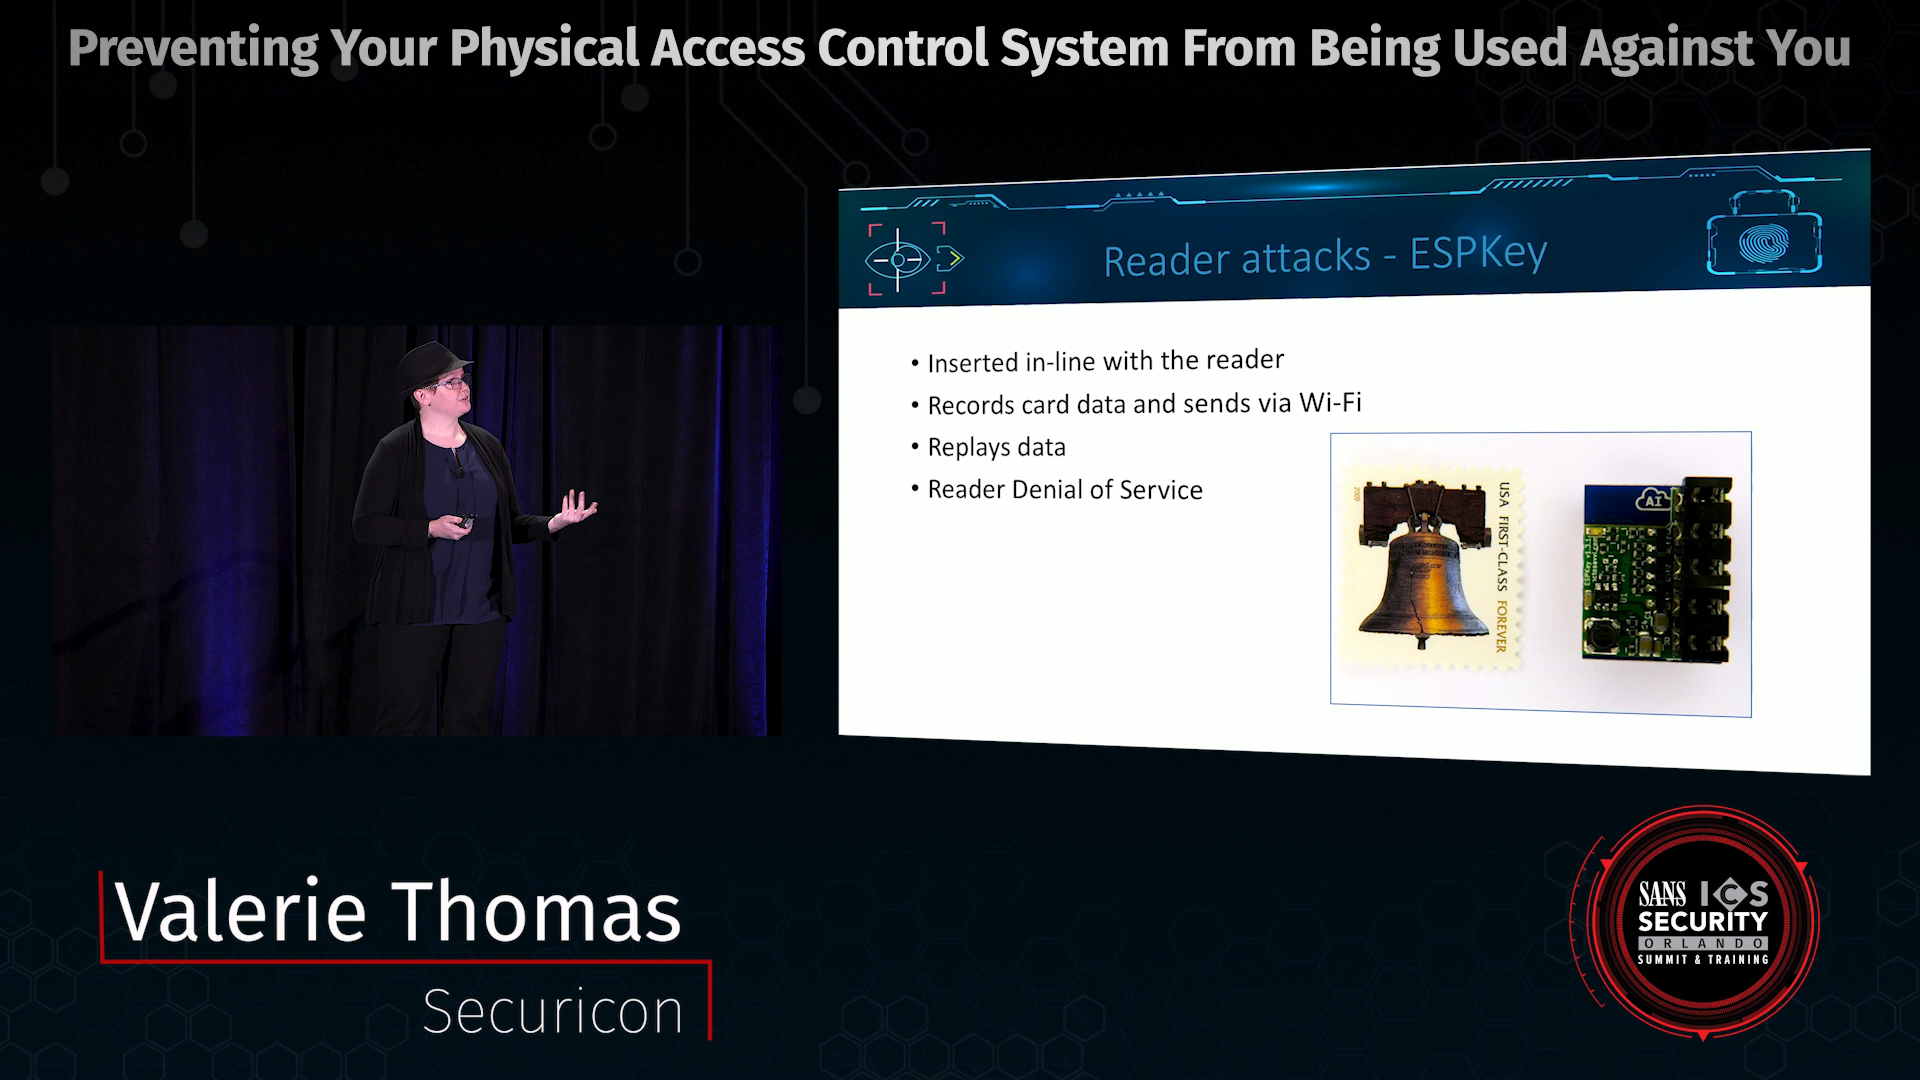 Preventing Your Physical Access Control System From Being Used Against You
Reader attacks - ESPKey
• Inserted in-line with the reader
• Records card data and sends via Wi-Fi
• Replays data
• Reader Denial of Service
2008
USA FIRST-CLASS FOREVER
AI
Valerie Thomas
Securicon
SANS ICS
SECURITY
ORLANDO
SUMMIT & TRAINING